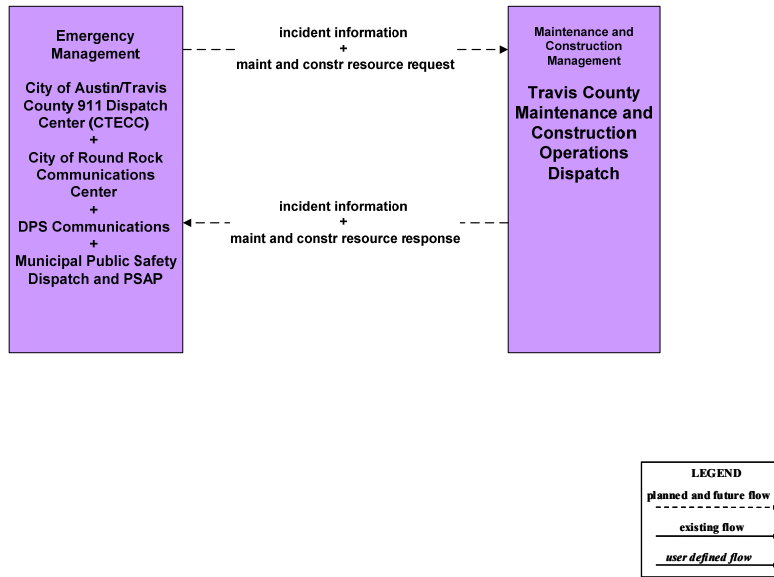 Emergency
Management
City of Austin/Travis
County 911 Dispatch
Center (CTECC)
+
City of Round Rock
Communications
Center
+
DPS Communications
+
Municipal Public Safety
Dispatch and PSAP
incident information
+
maint and constr resource request
incident information
+
maint and constr resource response
Maintenance and
Construction
Management
Travis County
Maintenance and
Construction
Operations
Dispatch
LEGEND
planned and future flow
existing flow
user defined flow